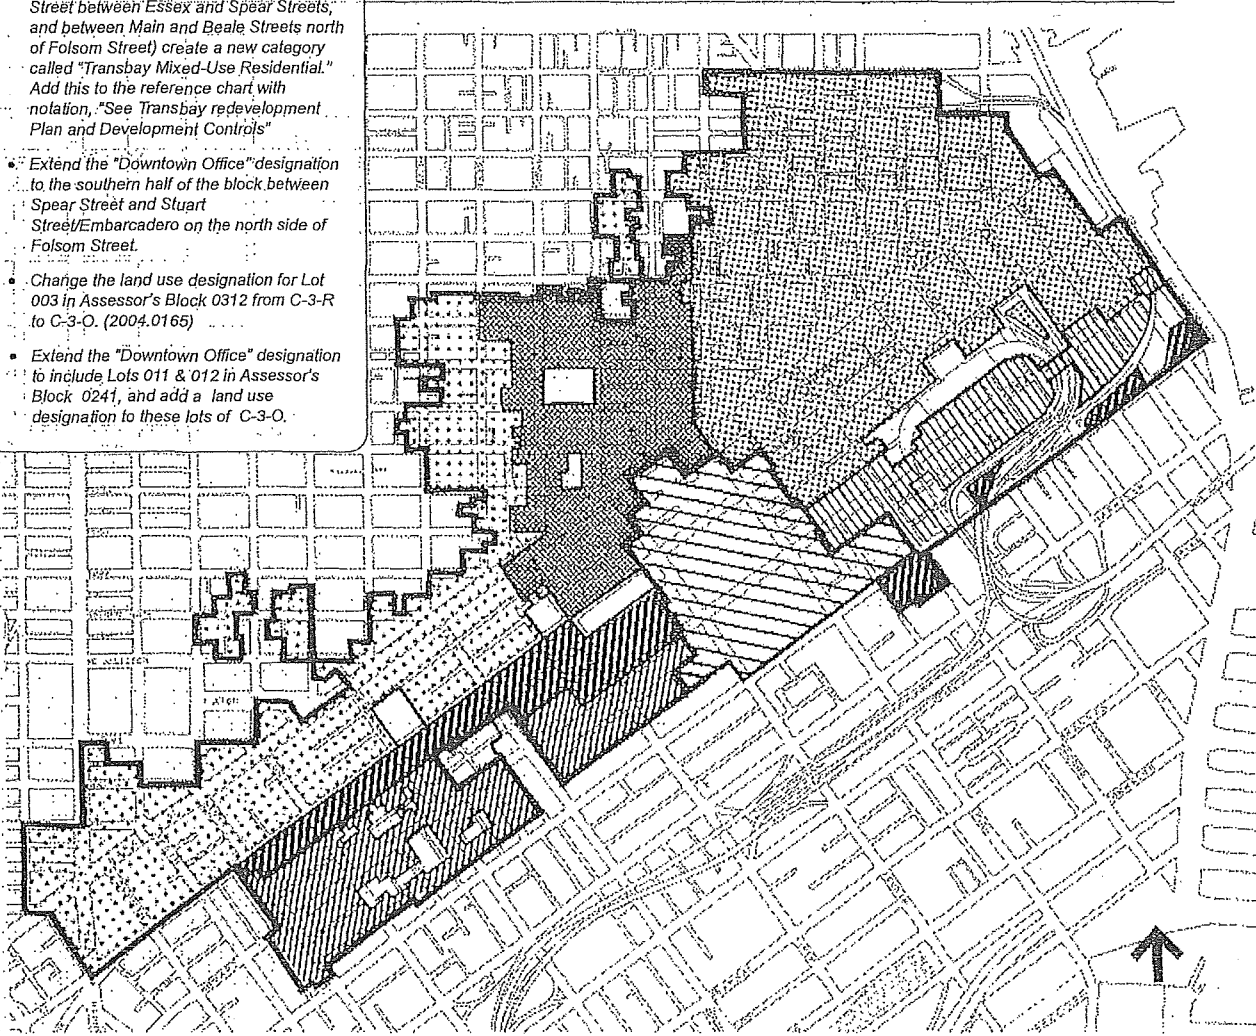 Street between Essex and Spear Streets,
and between Main and Beale Streets north
of Folsom Street) create a new category
called "Transbay Mixed-Use Residential."
Add this to the reference chart with
notation, "See Transbay redevelopment
Plan and Development Controls"
• Extend the "Downtown Office" designation
to the southern half of the block between
Spear Street and Stuart
Street/Embarcadero on the north side of
Folsom Street.
• Change the land use designation for Lot
003 in Assessor's Block 0312 from C-3-R
to C-3-O. (2004.0165)
• Extend the "Downtown Office" designation
to include Lots 011 & 012 in Assessor's
Block 0241, and add a land use
designation to these lots of C-3-O.